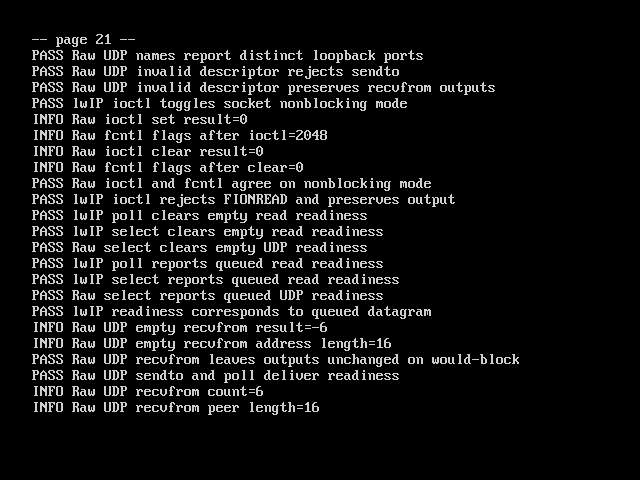 -- page 21 --
PASS Raw UDP names report distinct loopback ports
PASS Raw UDP invalid descriptor rejects sendto
PASS Raw UDP invalid descriptor preserves recvfrom outputs
PASS lwIP ioctl toggles socket nonblocking mode
INFO Raw ioctl set result=0
INFO Raw fcntl flags after ioctl=2048
INFO Raw ioctl clear result=0
INFO Raw fcntl flags after clear=0
PASS Raw ioctl and fcntl agree on nonblocking mode
PASS lwIP ioctl rejects FIONREAD and preserves output
PASS lwIP poll clears empty read readiness
PASS lwIP select clears empty read readiness
PASS Raw select clears empty UDP readiness
PASS lwIP poll reports queued read readiness
PASS lwIP select reports queued read readiness
PASS Raw select reports queued UDP readiness
PASS lwIP readiness corresponds to queued datagram
INFO Raw UDP empty recvfrom result=-6
INFO Raw UDP empty recvfrom address length=16
PASS Raw UDP recvfrom leaves outputs unchanged on would-block
PASS Raw UDP sendto and poll deliver readiness
INFO Raw UDP recvfrom count=6
INFO Raw UDP recvfrom peer length=16